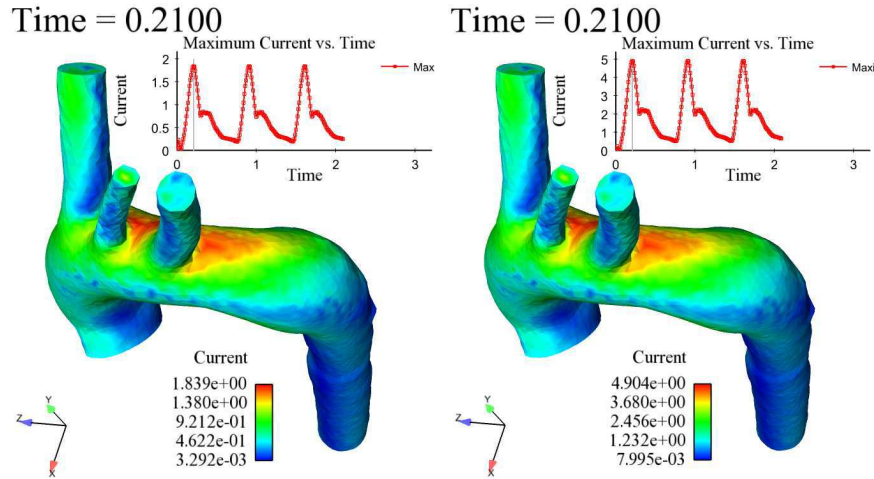 Time = 0.2100
Maximum Current vs. Time
Current
2
1.5
1
0.5
0
0
1
2
3
Time
Max
Current
1.839e+00
1.380e+00
9.212e-01
4.622e-01
3.292e-03
Y
Z
X
Time = 0.2100
Maximum Current vs. Time
Current
5
4
3
2
1
0
0
1
2
3
Time
Maxi
Current
4.904e+00
3.680e+00
2.456e+00
1.232e+00
7.995e-03
Y
Z
X